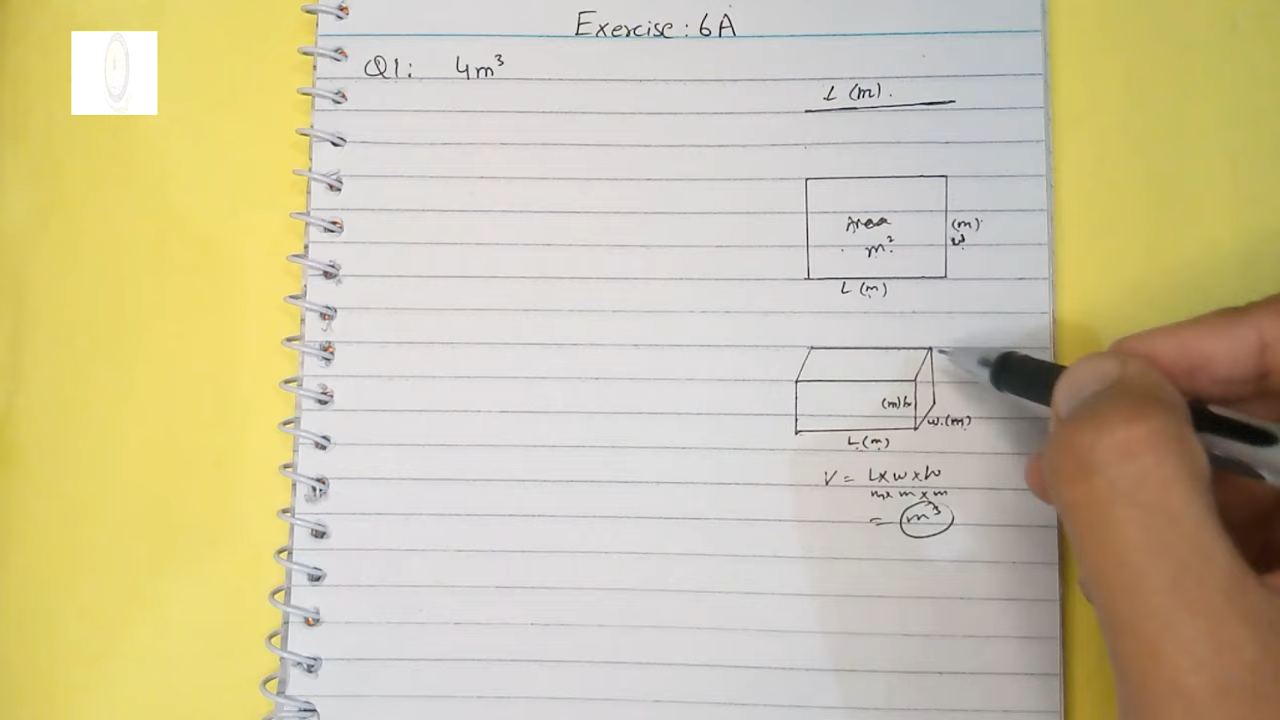 Exercise: 6A
Q1: 4m³
L (m).
Area
m²
(m)
w
L (m)
(m)h
w.(m)
L(m)
V = L×w×h
m×m×m
= m³